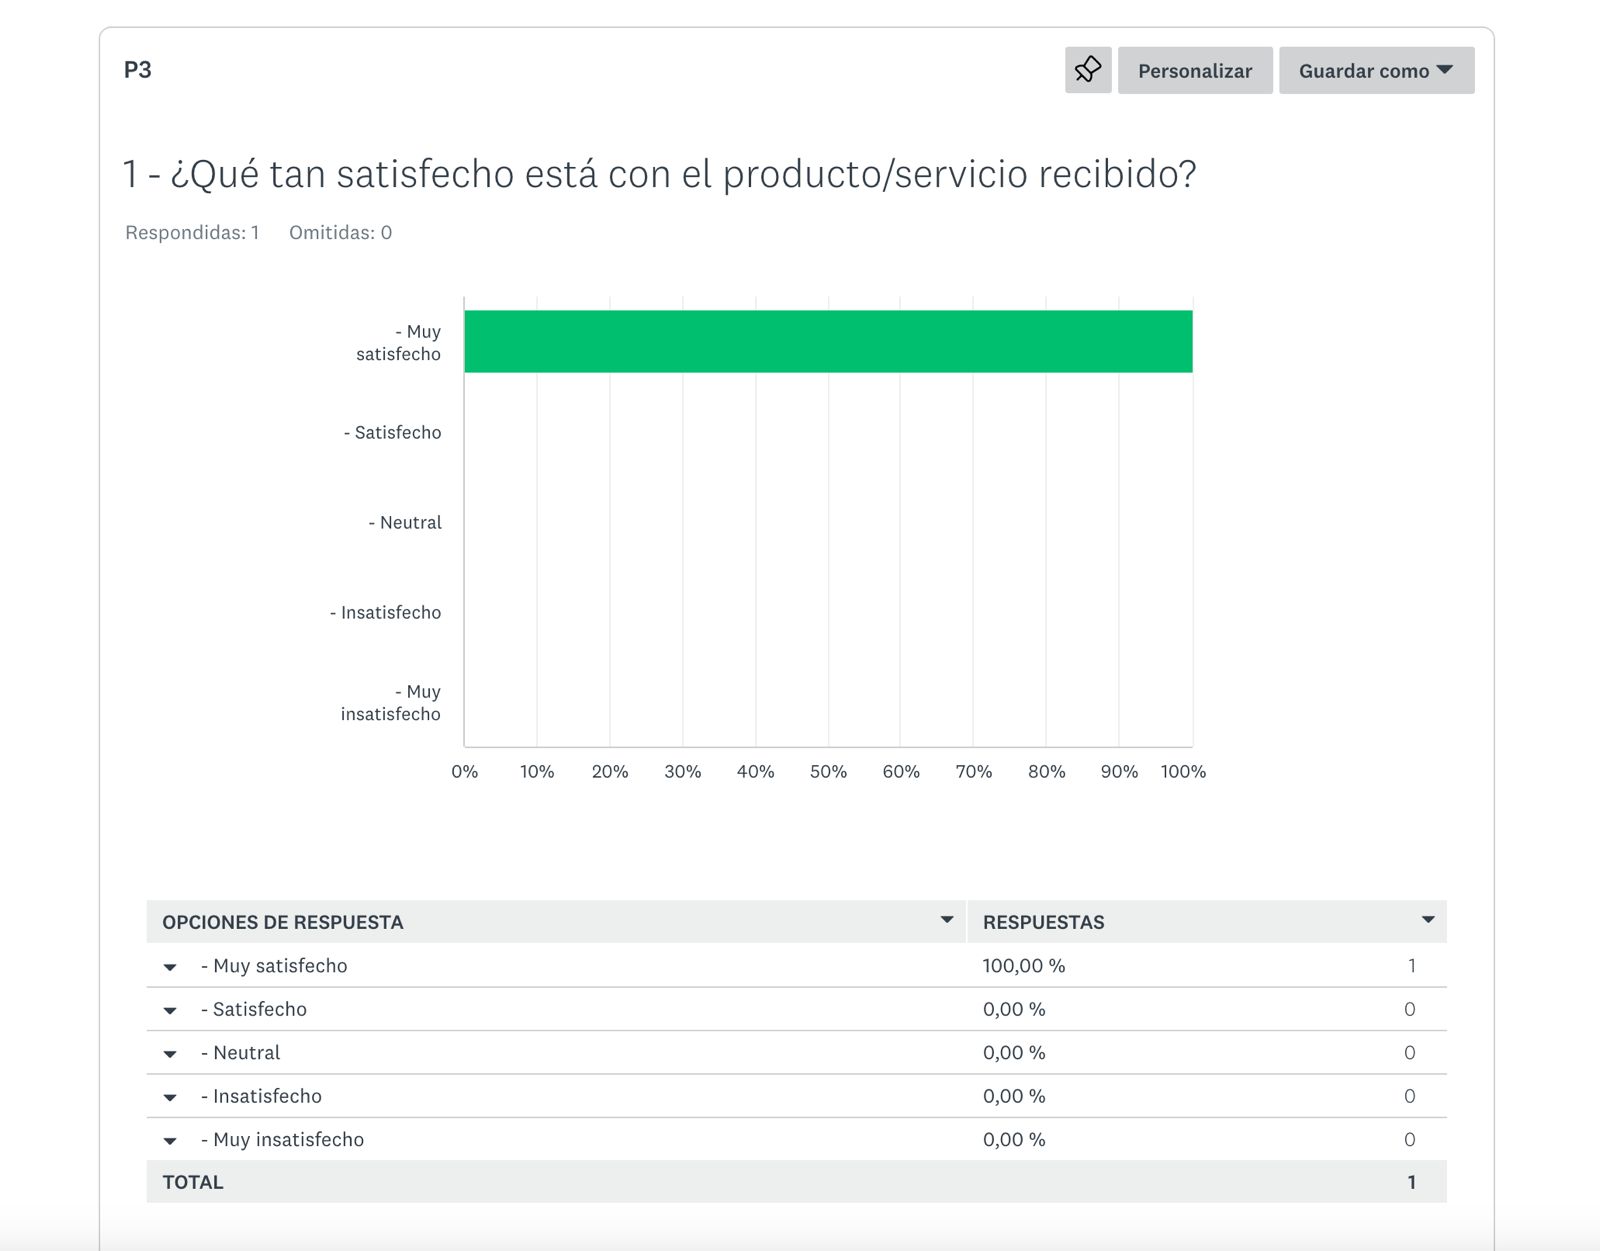 P3
Personalizar
Guardar como
1 - ¿Qué tan satisfecho está con el producto/servicio recibido?
Respondidas: 1 Omitidas: 0
- Muy
satisfecho
- Satisfecho
- Neutral
- Insatisfecho
- Muy
insatisfecho
0% 10% 20% 30% 40% 50% 60% 70% 80% 90% 100%
OPCIONES DE RESPUESTA RESPUESTAS
- Muy satisfecho 100,00 % 1
- Satisfecho 0,00 % 0
- Neutral 0,00 % 0
- Insatisfecho 0,00 % 0
- Muy insatisfecho 0,00 % 0
TOTAL 1